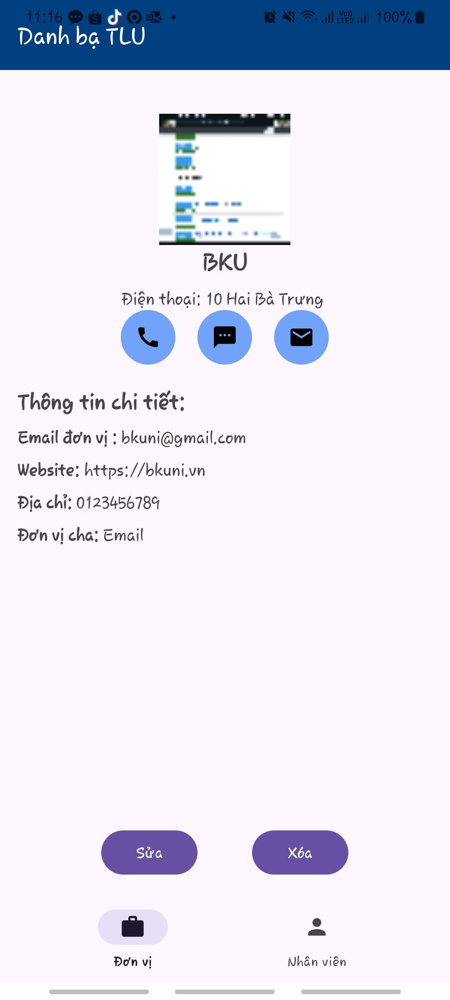 11:16
Vo))
LTE2
100%
Danh bạ TLU
BKU
Điện thoại: 10 Hai Bà Trưng
Thông tin chi tiết:
Email đơn vị : bkuni@gmail.com
Website: https://bkuni.vn
Địa chỉ: 0123456789
Đơn vị cha: Email
Sửa
Xóa
Đơn vị
Nhân viên